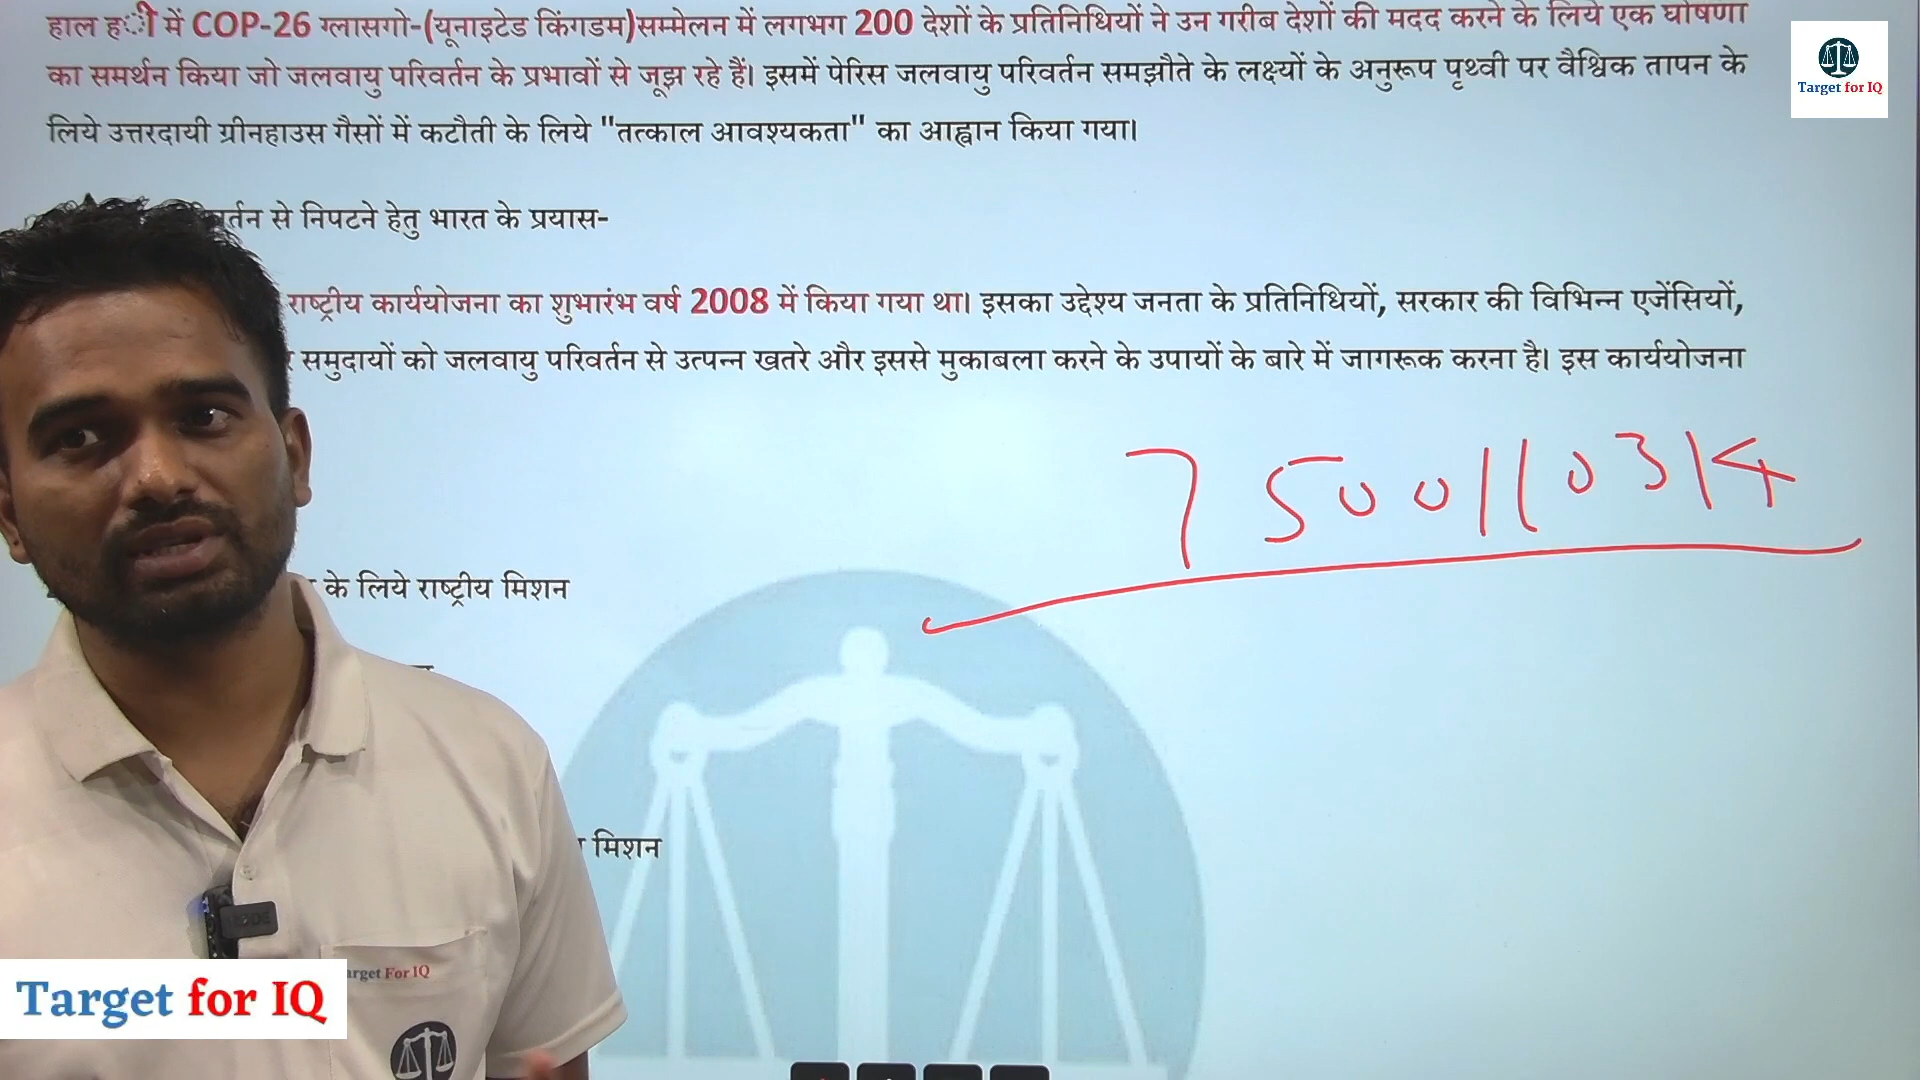 हाल ही में COP-26 ग्लासगो-(यूनाइटेड किंगडम)सम्मेलन में लगभग 200 देशों के प्रतिनिधियों ने उन गरीब देशों की मदद करने के लिये एक घोषणा
का समर्थन किया जो जलवायु परिवर्तन के प्रभावों से जूझ रहे हैं। इसमें पेरिस जलवायु परिवर्तन समझौते के लक्ष्यों के अनुरूप पृथ्वी पर वैश्विक तापन के
लिये उत्तरदायी ग्रीनहाउस गैसों में कटौती के लिये "तत्काल आवश्यकता" का आह्वान किया गया।
Target for IQ
से निपटने हेतु भारत के प्रयास-
राष्ट्रीय कार्ययोजना का शुभारंभ वर्ष 2008 में किया गया था। इसका उद्देश्य जनता के प्रतिनिधियों, सरकार की विभिन्न एजेंसियों,
समुदायों को जलवायु परिवर्तन से उत्पन्न खतरे और इससे मुकाबला करने के उपायों के बारे में जागरूक करना है। इस कार्ययोजना
7500110314
के लिये राष्ट्रीय मिशन
मिशन
Target For IQ
Target for IQ